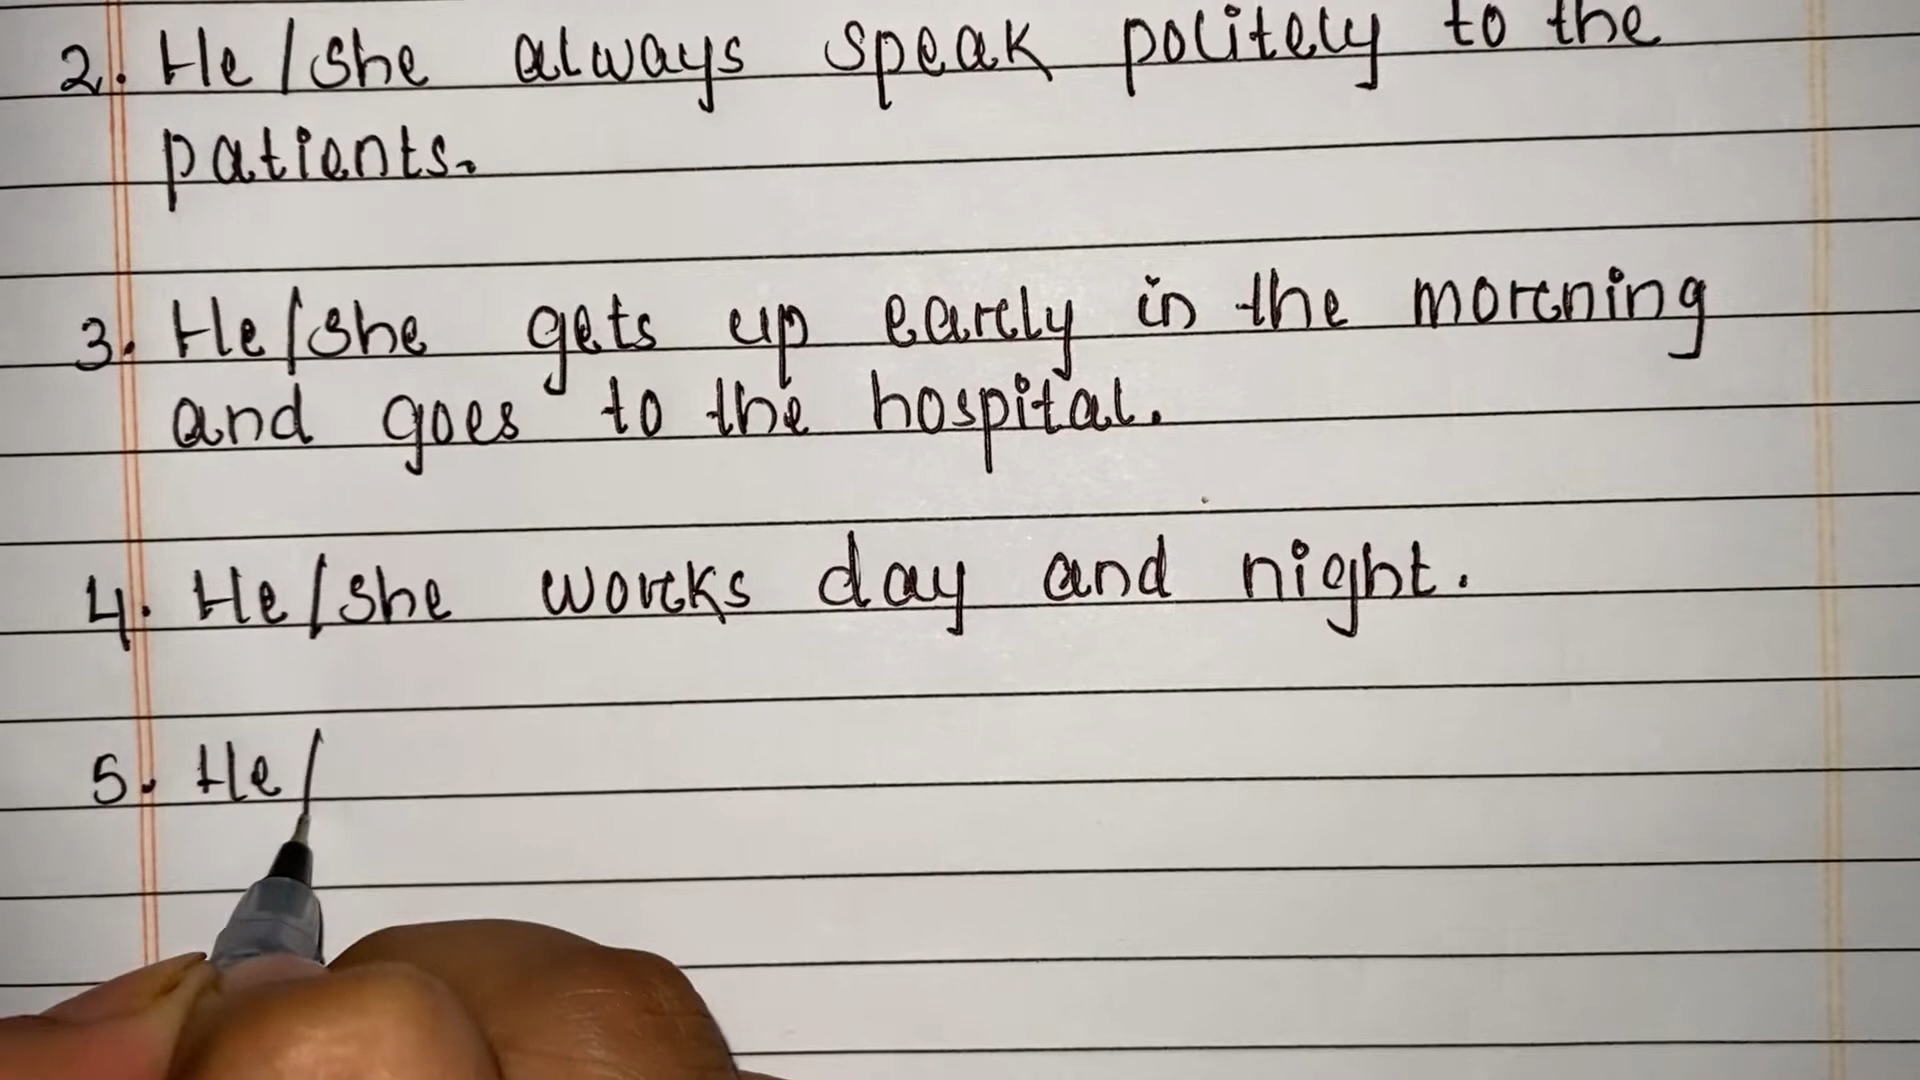 2. He/she always speak politely to the
patients.
3. He/she gets up early in the morning
and goes to the hospital.
4. He/she works day and night.
5. He/